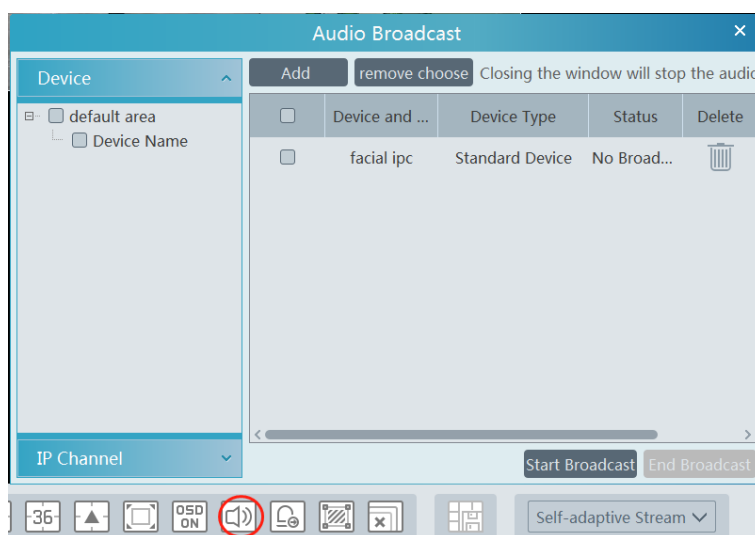 Audio Broadcast
Device
default area
Device Name
IP Channel
Add remove choose Closing the window will stop the audio
Device and ... Device Type Status Delete
facial ipc Standard Device No Broad...
Start Broadcast End Broadcast
36 OSD ON Self-adaptive Stream